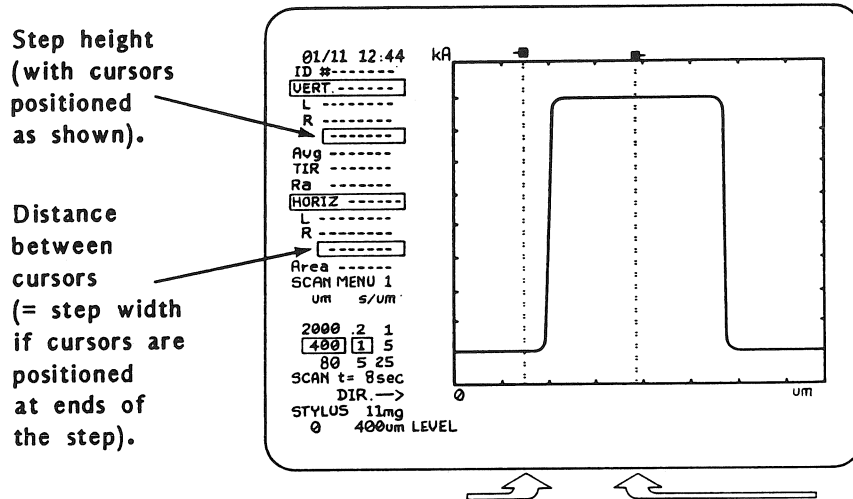 Step height
(with cursors
positioned
as shown).
Distance
between
cursors
(= step width
if cursors are
positioned
at ends of
the step).
01/11 12:44
ID #------
VERT.------
L -------
R -------
-------
Avg -------
TIR -------
Ra -------
HORIZ ------
L -------
R -------
-------
Area ------
SCAN MENU 1
um s/um
2000 .2 1
400 1 5
80 5 25
SCAN t= 8sec
DIR.-->
STYLUS 11mg
0 400um LEVEL
kA
0 um